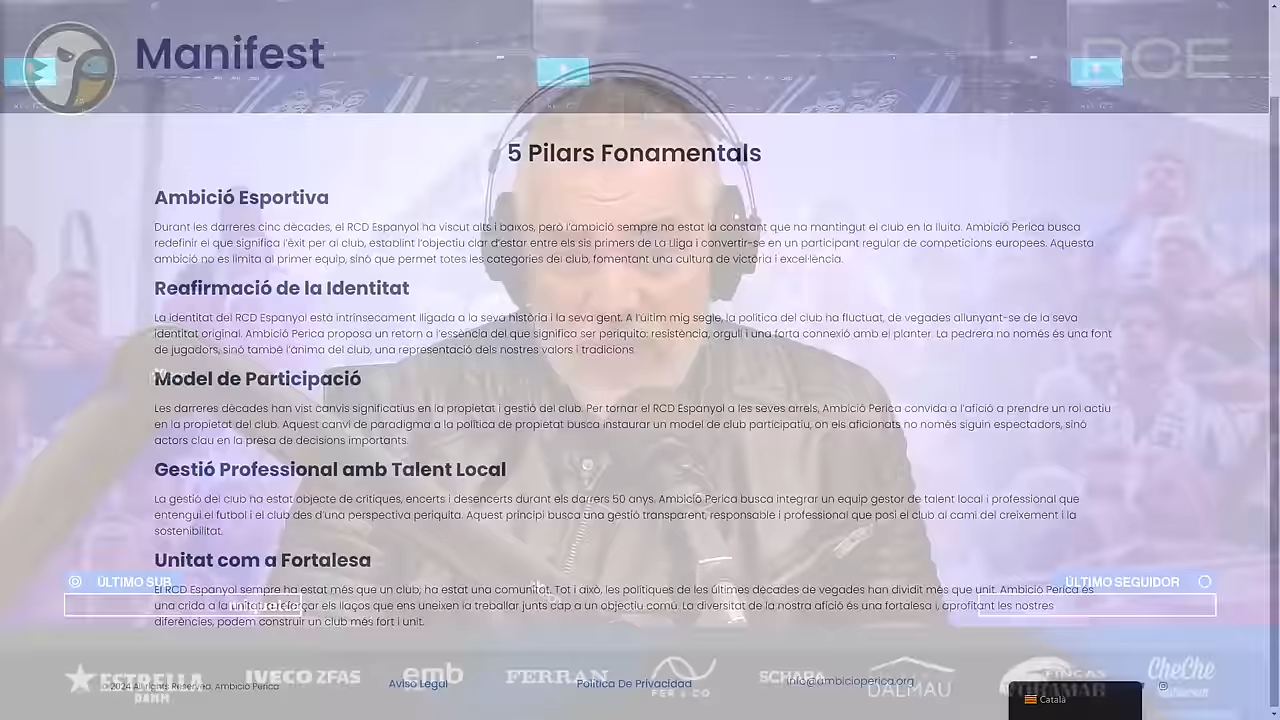 Manifest
RCE
5 Pilars Fonamentals
Ambició Esportiva
Durant les darreres cinc dècades, el RCD Espanyol ha viscut alts i baixos, però l'ambició sempre ha estat la constant que ha mantingut el club en la lluita. Ambició Perica busca
redefinir el que significa l'èxit per al club, establint l'objectiu clar d'estar entre els sis primers de La Lliga i convertir-se en un participant regular de competicions europees. Aquesta
ambició no es limita al primer equip, sinó que permet totes les categories del club, fomentant una cultura de victòria i excel·lència.
Reafirmació de la Identitat
La identitat del RCD Espanyol està intrínsecament lligada a la seva història i la seva gent. A l'últim mig segle, la política del club ha fluctuat, de vegades allunyant-se de la seva
identitat original. Ambició Perica proposa un retorn a l'essència del que significa ser periquito: resistència, orgull i una forta connexió amb el planter. La pedrera no només és una font
de jugadors, sinó també l'ànima del club, una representació dels nostres valors i tradicions.
Model de Participació
Les darreres dècades han vist canvis significatius en la propietat i gestió del club. Per tornar el RCD Espanyol a les seves arrels, Ambició Perica convida a l'afició a prendre un rol actiu
en la propietat del club. Aquest canvi de paradigma a la política de propietat busca instaurar un model de club participatiu, on els aficionats no només siguin espectadors, sinó
actors clau en la presa de decisions importants.
Gestió Professional amb Talent Local
La gestió del club ha estat objecte de crítiques, encerts i desencerts durant els darrers 50 anys. Ambició Perica busca integrar un equip gestor de talent local i professional que
entengui el futbol i el club des d'una perspectiva periquita. Aquest principi busca una gestió transparent, responsable i professional que posi el club al camí del creixement i la
sostenibilitat.
Unitat com a Fortalesa
ÚLTIMO SUB
ÚLTIMO SEGUIDOR
El RCD Espanyol sempre ha estat més que un club; ha estat una comunitat. Tot i això, les polítiques de les últimes dècades de vegades han dividit més que unit. Ambició Perica és
una crida a la unitat, a reforçar els llaços que ens uneixen i a treballar junts cap a un objectiu comú. La diversitat de la nostra afició és una fortalesa i, aprofitant les nostres
diferències, podem construir un club més fort i unit.
ESTRELLA DAMM
IVECO ZFAS
emb
FERRAN
FER I CO
SCHARA
DALMAU
FINCAS
CheChe
© 2024 All rights Reserved, Ambició Perica
Aviso Legal
Política De Privacidad
info@ambicioperica.org
Català